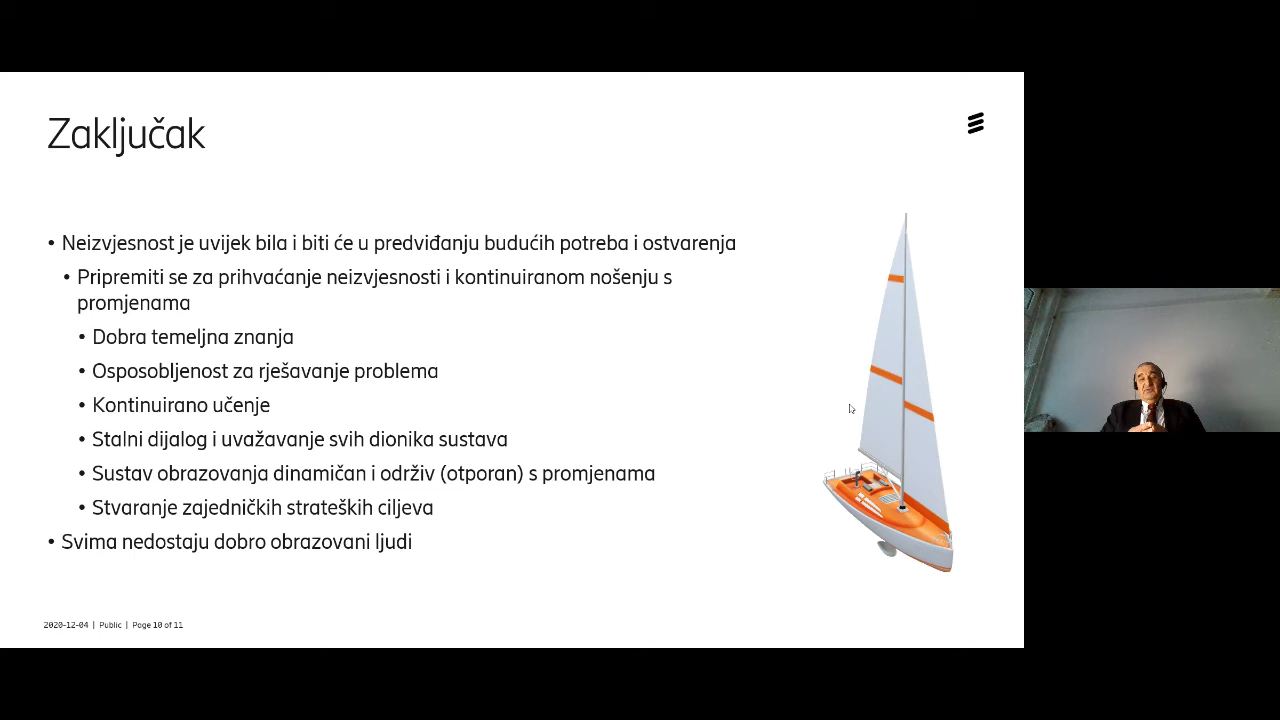 Zaključak
• Neizvjesnost je uvijek bila i biti će u predviđanju budućih potreba i ostvarenja
• Pripremiti se za prihvaćanje neizvjesnosti i kontinuiranom nošenju s
promjenama
• Dobra temeljna znanja
• Osposobljenost za rješavanje problema
• Kontinuirano učenje
• Stalni dijalog i uvažavanje svih dionika sustava
• Sustav obrazovanja dinamičan i održiv (otporan) s promjenama
• Stvaranje zajedničkih strateških ciljeva
• Svima nedostaju dobro obrazovani ljudi
2020-12-04 | Public | Page 10 of 11